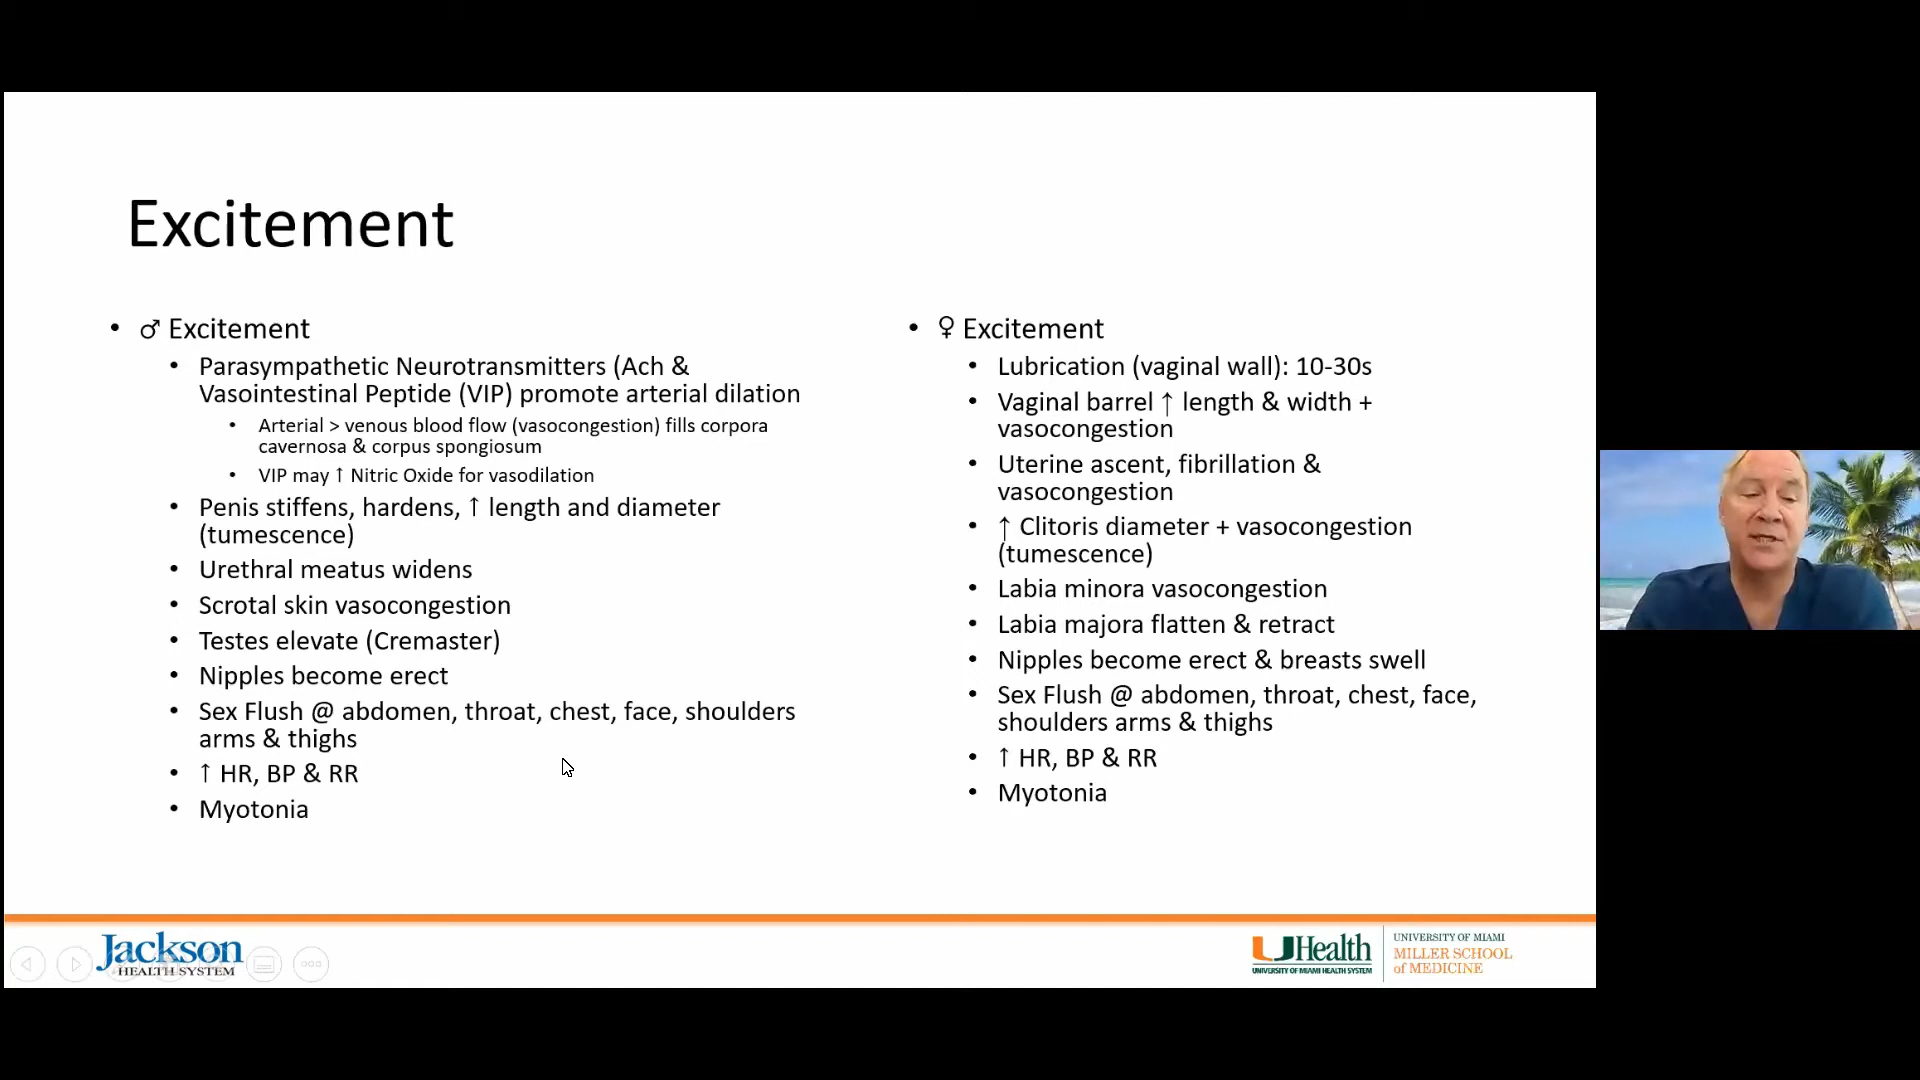 Excitement
• ♂ Excitement
• Parasympathetic Neurotransmitters (Ach &
Vasointestinal Peptide (VIP) promote arterial dilation
• Arterial > venous blood flow (vasocongestion) fills corpora
cavernosa & corpus spongiosum
• VIP may ↑ Nitric Oxide for vasodilation
• Penis stiffens, hardens, ↑ length and diameter
(tumescence)
• Urethral meatus widens
• Scrotal skin vasocongestion
• Testes elevate (Cremaster)
• Nipples become erect
• Sex Flush @ abdomen, throat, chest, face, shoulders
arms & thighs
• ↑ HR, BP & RR
• Myotonia
• ♀ Excitement
• Lubrication (vaginal wall): 10-30s
• Vaginal barrel ↑ length & width +
vasocongestion
• Uterine ascent, fibrillation &
vasocongestion
• ↑ Clitoris diameter + vasocongestion
(tumescence)
• Labia minora vasocongestion
• Labia majora flatten & retract
• Nipples become erect & breasts swell
• Sex Flush @ abdomen, throat, chest, face,
shoulders arms & thighs
• ↑ HR, BP & RR
• Myotonia
Jackson
HEALTH SYSTEM
UHealth
UNIVERSITY OF MIAMI HEALTH SYSTEM
UNIVERSITY OF MIAMI
MILLER SCHOOL
of MEDICINE